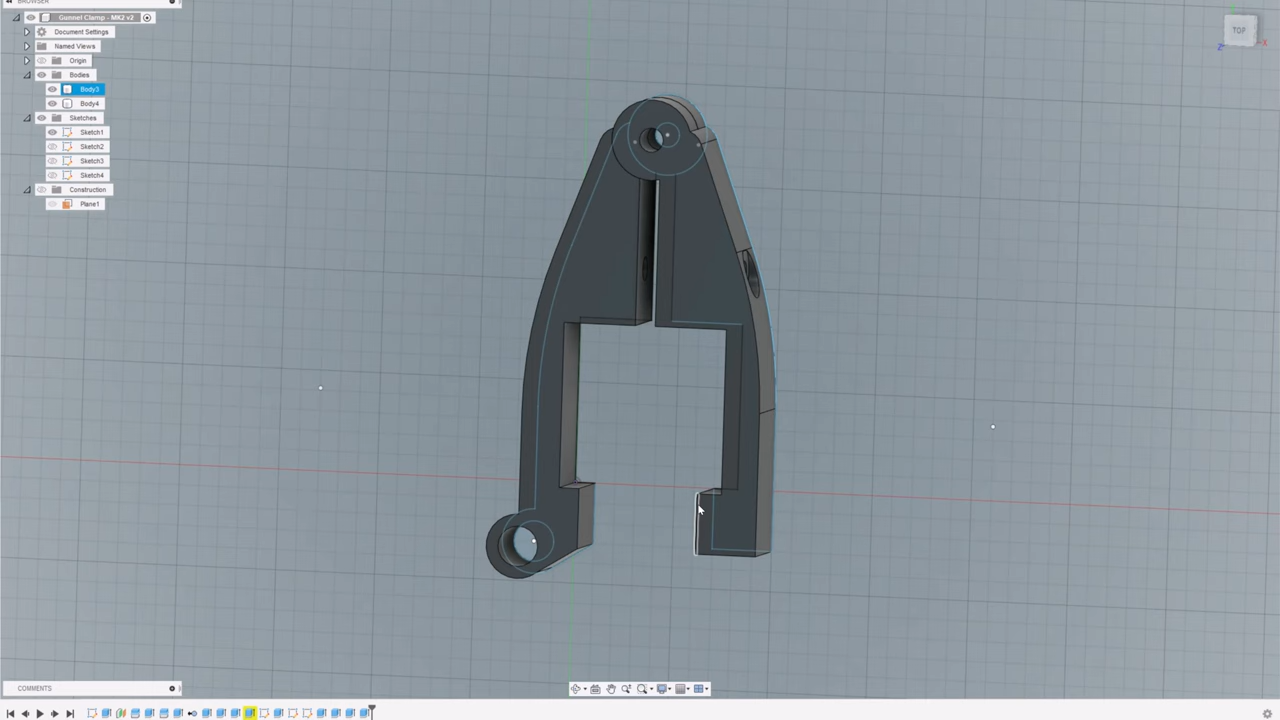 BROWSER
Gunnel Clamp - MK2 v2
Document Settings
Named Views
Origin
Bodies
Body3
Body4
Sketches
Sketch1
Sketch2
Sketch3
Sketch4
Construction
Plane1
TOP
Z
X
COMMENTS